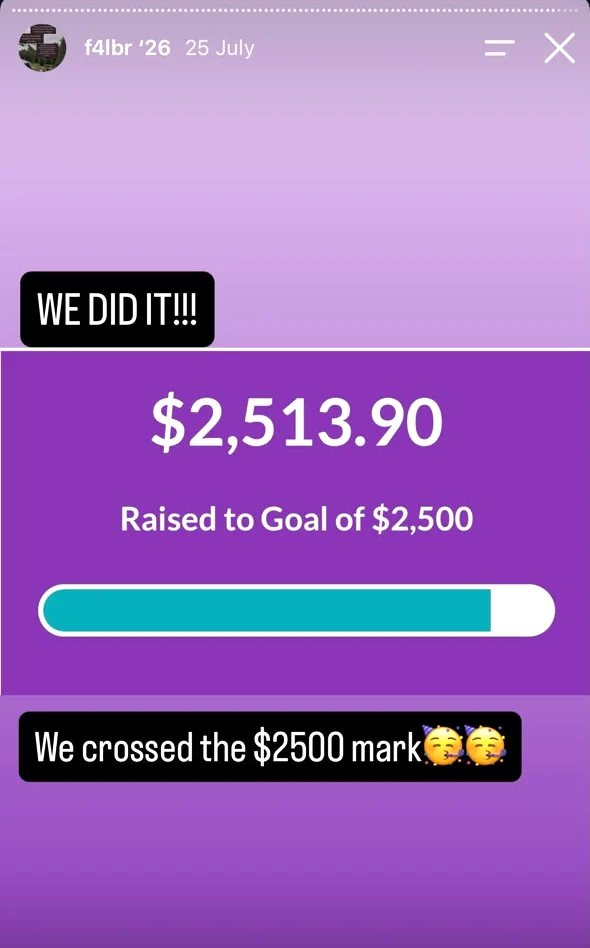 f4lbr ‘26 25 July
WE DID IT!!!
$2,513.90
Raised to Goal of $2,500
We crossed the $2500 mark🥳🥳